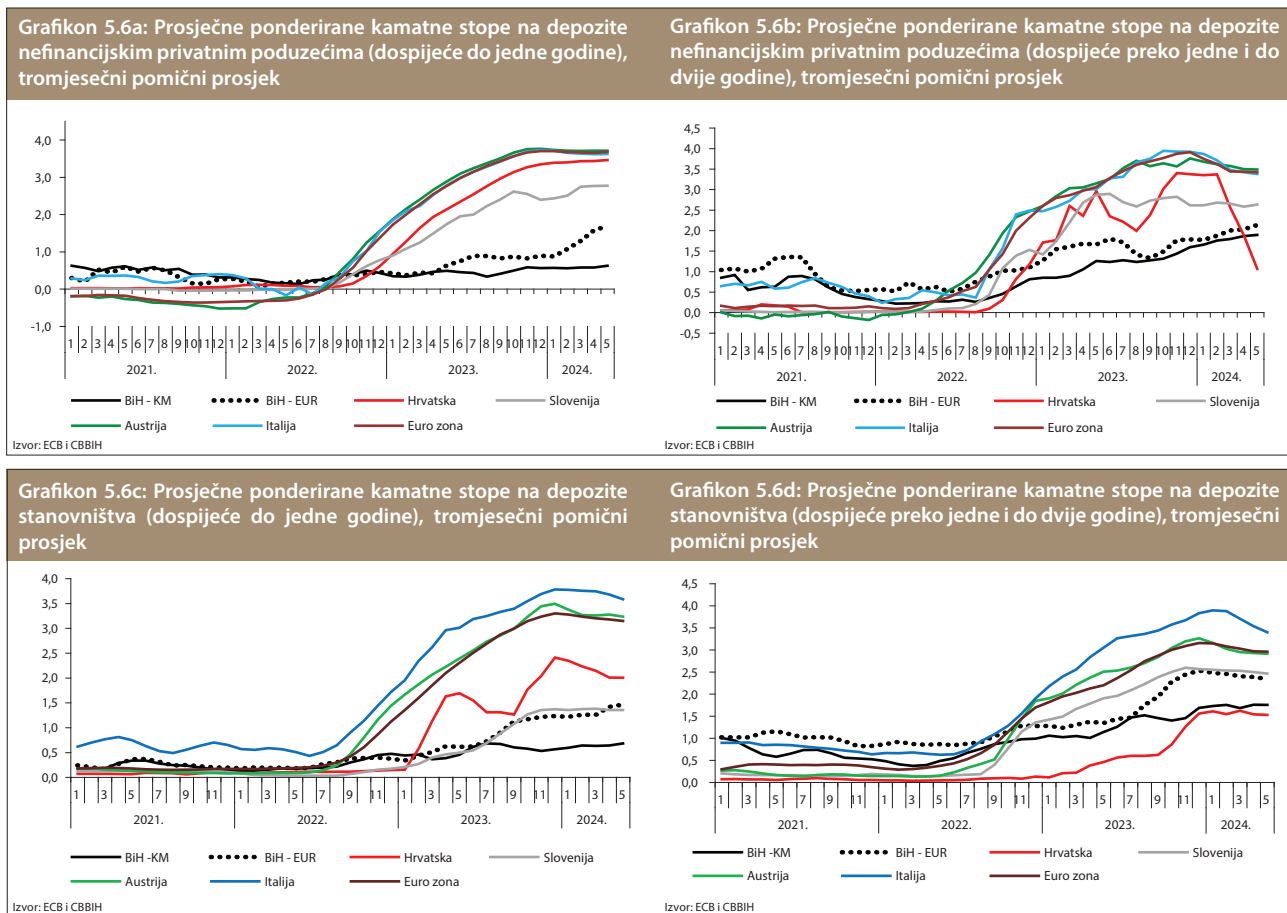 Grafikon 5.6a: Prosječne ponderirane kamatne stope na depozite
nefinancijskim privatnim poduzećima (dospijeće do jedne godine),
tromjesečni pomični prosjek
4,0
3,0
2,0
1,0
0,0
-1,0
1 2 3 4 5 6 7 8 9 10 11 12 1 2 3 4 5 6 7 8 9 10 11 12 1 2 3 4 5 6 7 8 9 10 11 12 1 2 3 4 5
2021. 2022. 2023. 2024.
BiH - KM BiH - EUR Hrvatska Slovenija
Austrija Italija Euro zona
Izvor: ECB i CBBIH
Grafikon 5.6b: Prosječne ponderirane kamatne stope na depozite
nefinancijskim privatnim poduzećima (dospijeće preko jedne i do
dvije godine), tromjesečni pomični prosjek
4,5
4,0
3,5
3,0
2,5
2,0
1,5
1,0
0,5
0,0
-0,5
1 2 3 4 5 6 7 8 9 10 11 12 1 2 3 4 5 6 7 8 9 10 11 12 1 2 3 4 5 6 7 8 9 10 11 12 1 2 3 4 5
2021. 2022. 2023. 2024.
BiH - KM BiH - EUR Hrvatska Slovenija
Austrija Italija Euro zona
Izvor: ECB i CBBIH
Grafikon 5.6c: Prosječne ponderirane kamatne stope na depozite
stanovništva (dospijeće do jedne godine), tromjesečni pomični
prosjek
4,0
3,5
3,0
2,5
2,0
1,5
1,0
0,5
0,0
1 3 5 7 9 11 1 3 5 7 9 11 1 3 5 7 9 11 1 3 5
2021. 2022. 2023. 2024.
BiH -KM BiH - EUR Hrvatska Slovenija
Austrija Italija Euro zona
Izvor: ECB i CBBIH
Grafikon 5.6d: Prosječne ponderirane kamatne stope na depozite
stanovništva (dospijeće preko jedne i do dvije godine), tromjesečni
pomični prosjek
4,5
4,0
3,5
3,0
2,5
2,0
1,5
1,0
0,5
0,0
1 3 5 7 9 11 1 3 5 7 9 11 1 3 5 7 9 11 1 3 5
2021. 2022. 2023. 2024.
BiH - KM BiH - EUR Hrvatska Slovenija
Austrija Italija Euro zona
Izvor: ECB i CBBIH